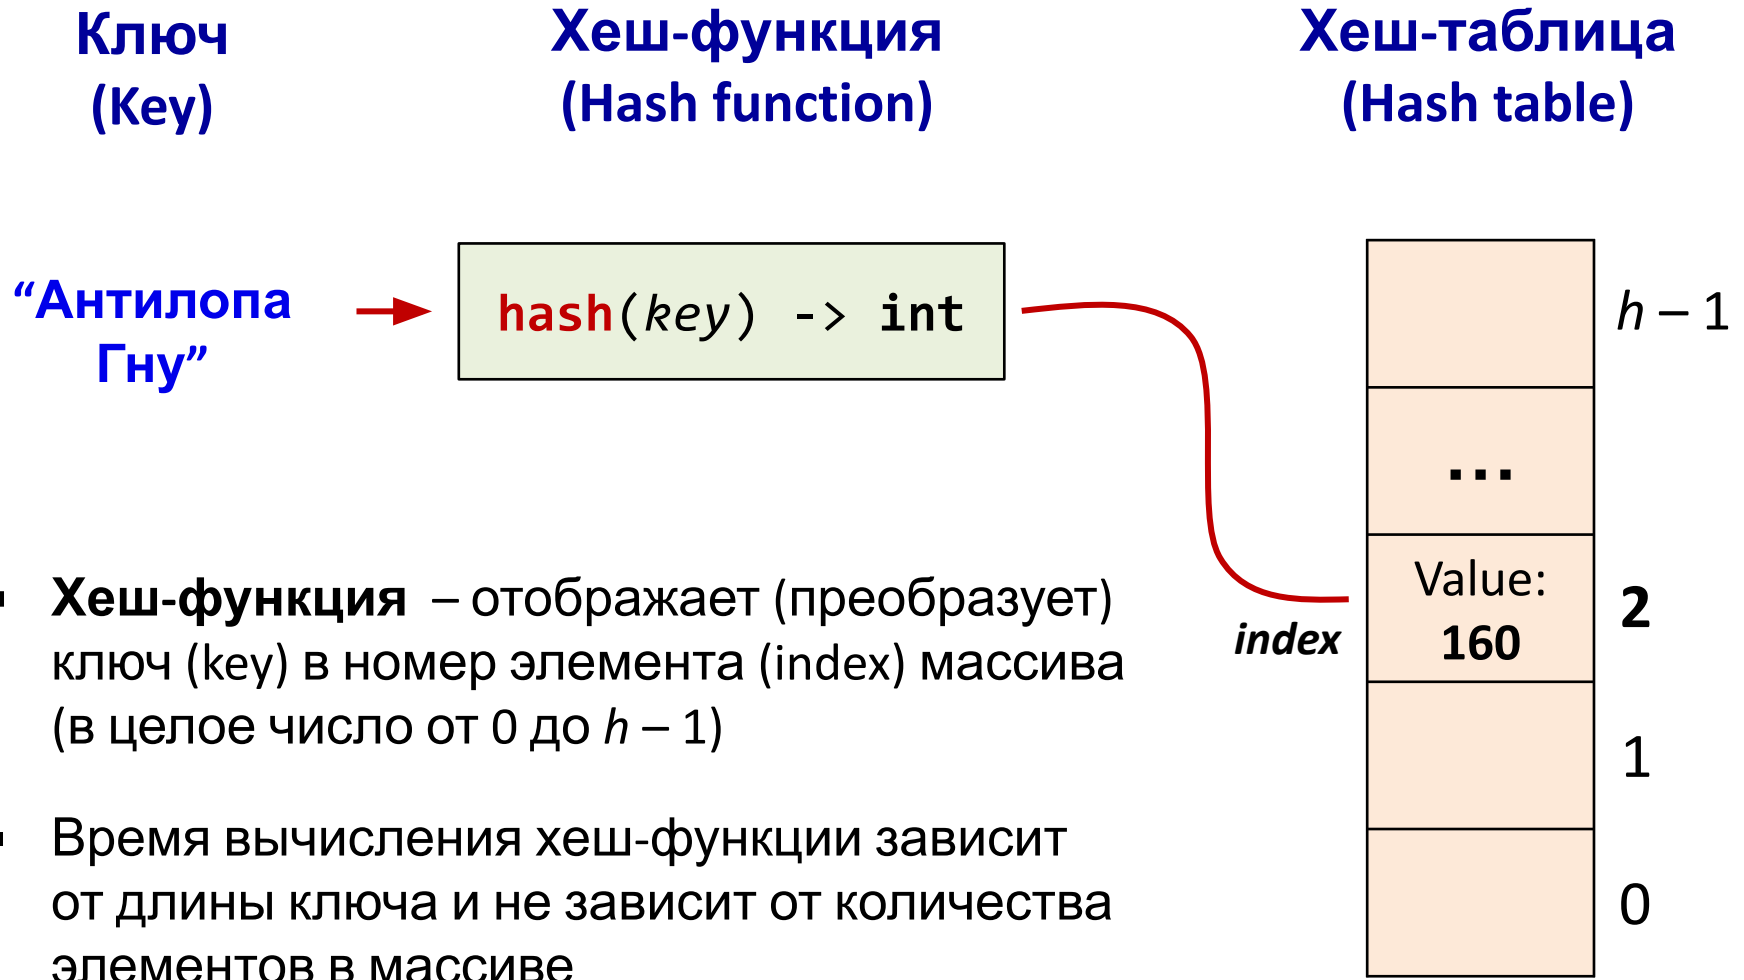 Ключ
(Key)
Хеш-функция
(Hash function)
Хеш-таблица
(Hash table)
“Антилопа
Гну”
hash(key) -> int
h – 1
...
Value:
160
index
2
1
0
Хеш-функция – отображает (преобразует)
ключ (key) в номер элемента (index) массива
(в целое число от 0 до h – 1)
Время вычисления хеш-функции зависит
от длины ключа и не зависит от количества
элементов в массиве